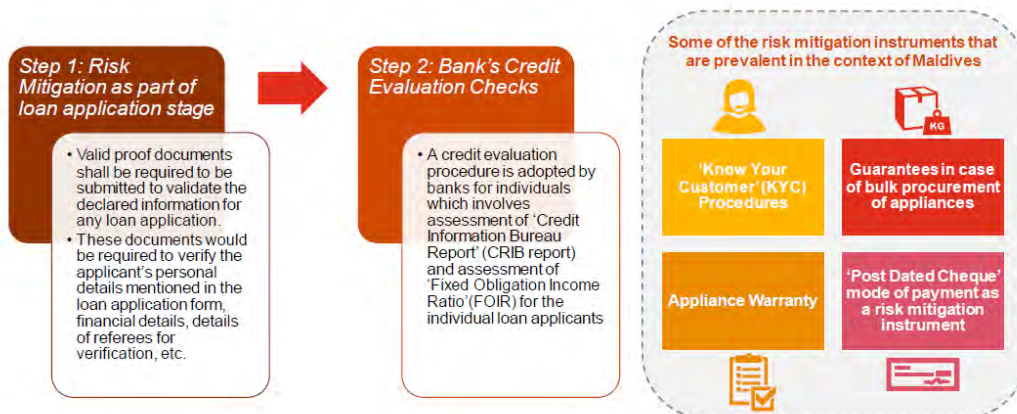 Step 1: Risk
Mitigation as part of
loan application stage
• Valid proof documents
shall be required to be
submitted to validate the
declared information for
any loan application.
• These documents would
be required to verify the
applicant's personal
details mentioned in the
loan application form,
financial details, details
of referees for
verification, etc.
Step 2: Bank's Credit
Evaluation Checks
• A credit evaluation
procedure is adopted by
banks for individuals
which involves
assessment of 'Credit
Information Bureau
Report' (CRIB report)
and assessment of
'Fixed Obligation Income
Ratio'(FOIR) for the
individual loan applicants
Some of the risk mitigation instruments that
are prevalent in the context of Maldives
KG
'Know Your
Customer' (KYC)
Procedures
Guarantees in case
of bulk procurement
of appliances
Appliance Warranty
'Post Dated Cheque'
mode of payment as
a risk mitigation
instrument